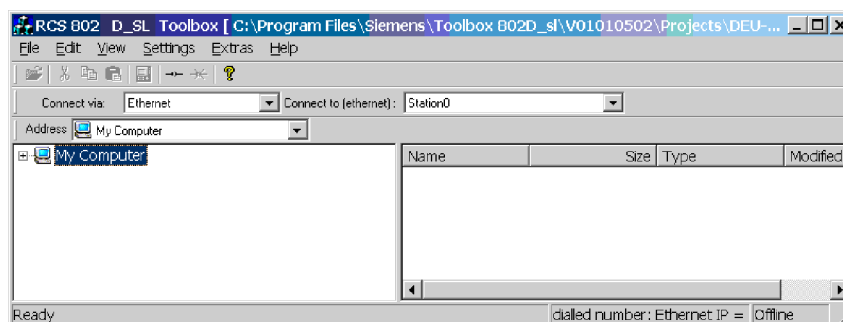 RCS 802 D_SL Toolbox [ C:\Program Files\Siemens\Toolbox 802D_sl\V01010502\Projects\DEU-...
File Edit View Settings Extras Help
Connect via: Ethernet Connect to (ethernet): Station0
Address My Computer
My Computer
Name Size Type Modified
Ready dialled number: Ethernet IP = Offline